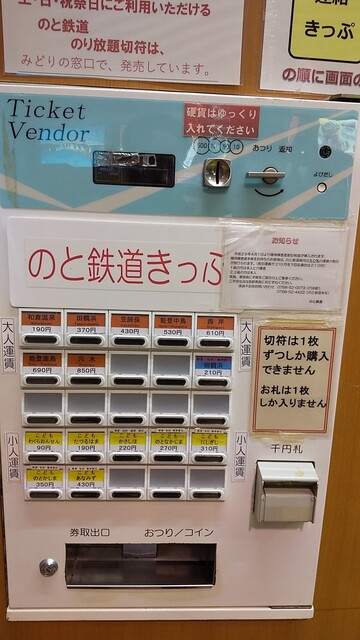 土・日・祝祭日にご利用いただける
のと鉄道
のり放題切符は、
みどりの窓口で、発売しています。
きっぷ
の順に画面の
Ticket
Vendor
硬貨はゆっくり
入れてください
500 100 50 10
おつり 返却
よびだし
お知らせ
のと鉄道きっぷ
大人運賃
和倉温泉
190円
田鶴浜
370円
笠師保
430円
能登中島
530円
西岸
610円
大人運賃
能登鹿島
690円
穴水
850円
210円
切符は1枚
ずつしか購入
できません
お札は1枚
しか入りません
小人運賃
こども
わくらおんせん
90円
こども
たつるはま
190円
こども
かさしほ
220円
こども
のとなかじま
270円
こども
にしぎし
310円
小人運賃
こども
のとかしま
350円
こども
あなみず
430円
千円札
券取出口
おつり/コイン